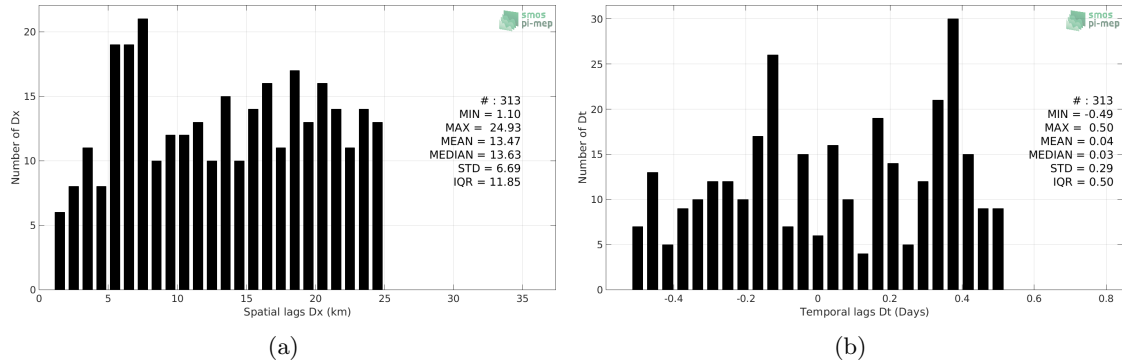 smos
pi-mep
20
15
10
5
0
Number of Dx
# : 313
MIN = 1.10
MAX = 24.93
MEAN = 13.47
MEDIAN = 13.63
STD = 6.69
IQR = 11.85
0 5 10 15 20 25 30 35
Spatial lags Dx (km)
(a)
smos
pi-mep
30
25
20
15
10
5
0
Number of Dt
# : 313
MIN = -0.49
MAX = 0.50
MEAN = 0.04
MEDIAN = 0.03
STD = 0.29
IQR = 0.50
-0.4 -0.2 0 0.2 0.4 0.6 0.8
Temporal lags Dt (Days)
(b)